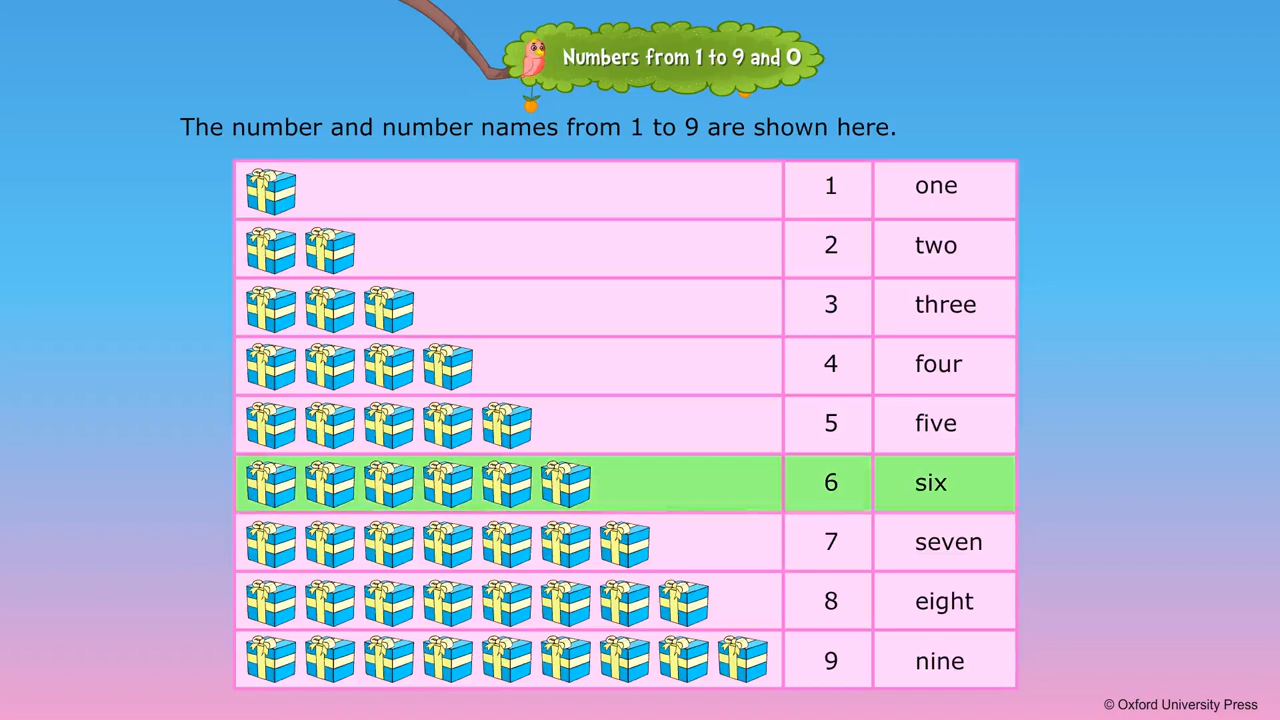 Numbers from 1 to 9 and 0
The number and number names from 1 to 9 are shown here.
1 one
2 two
3 three
4 four
5 five
6 six
7 seven
8 eight
9 nine
© Oxford University Press